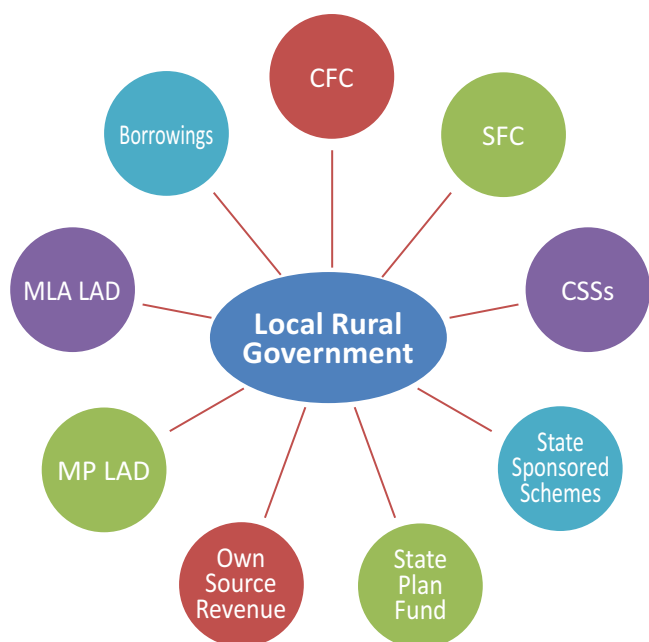 CFC
SFC
CSSs
State
Sponsored
Schemes
State
Plan
Fund
Own
Source
Revenue
MP LAD
MLA LAD
Borrowings
Local Rural
Government